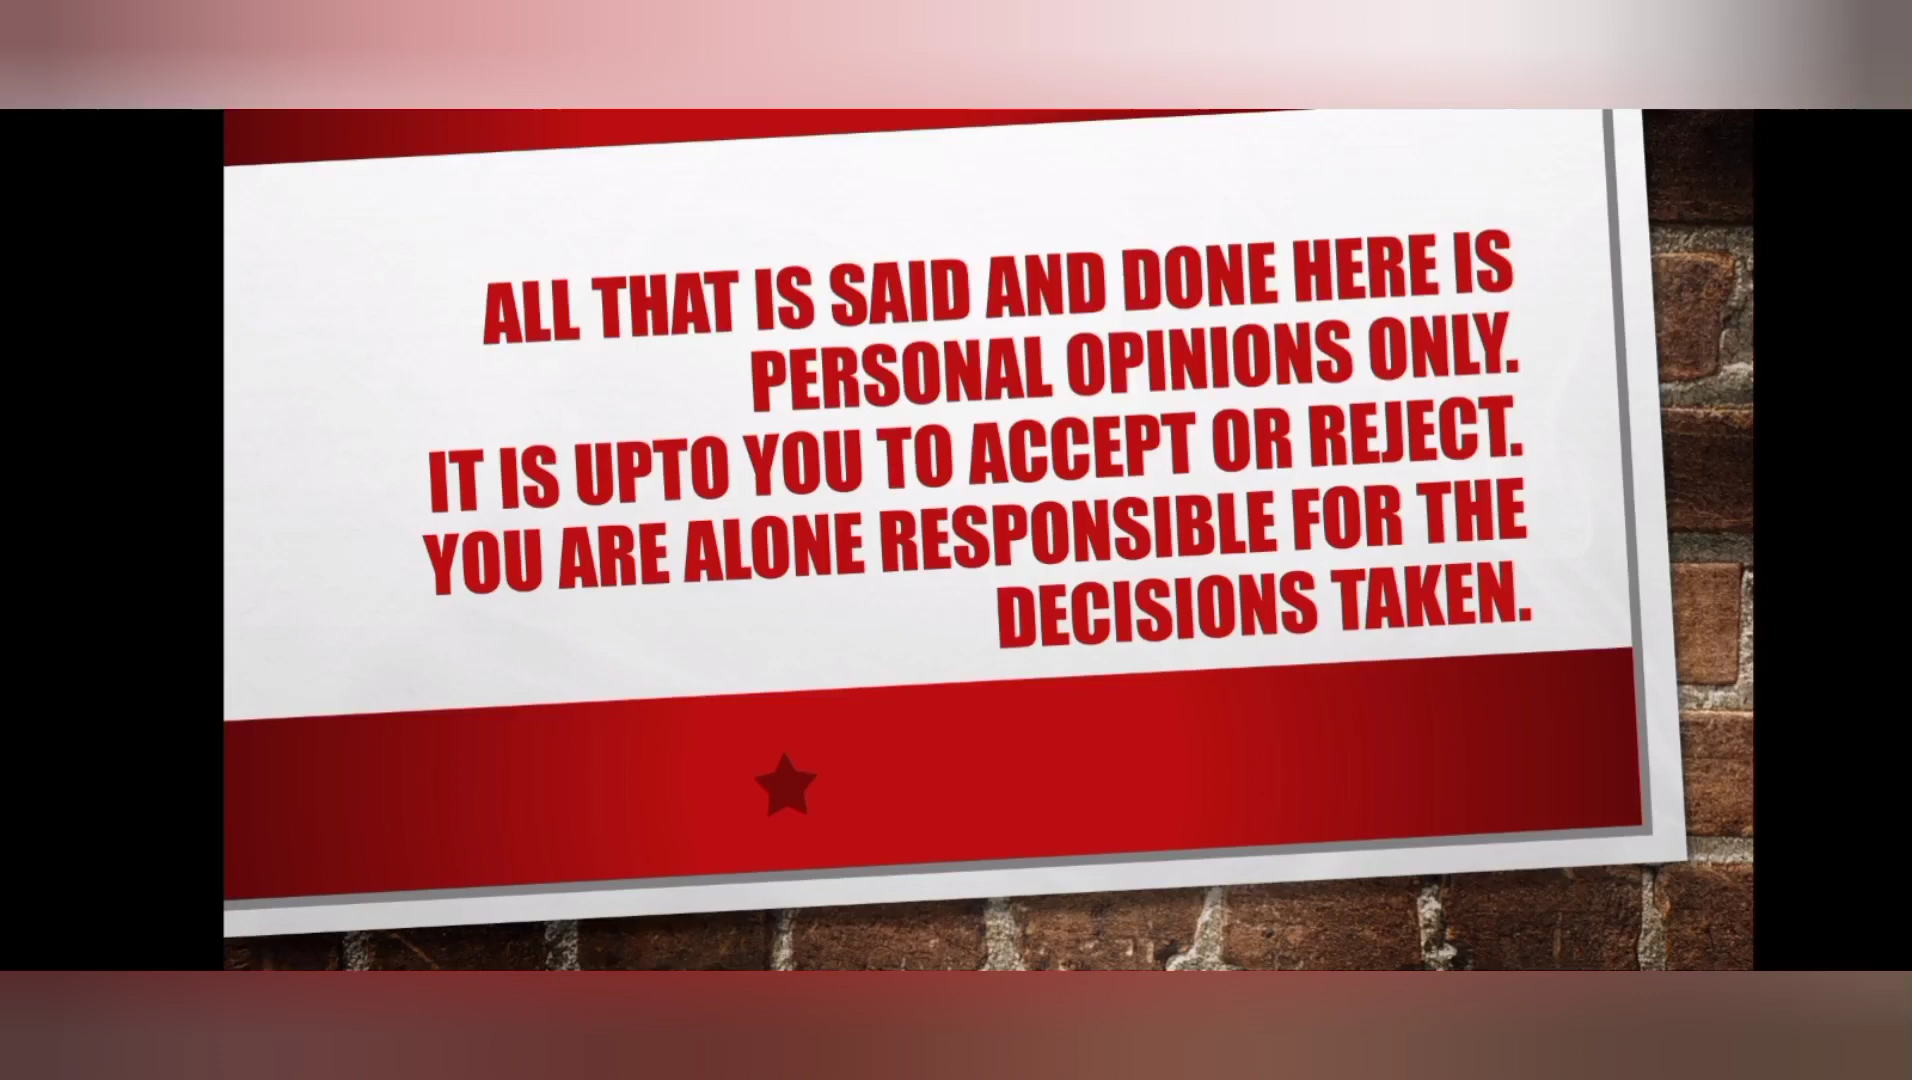 ALL THAT IS SAID AND DONE HERE IS
PERSONAL OPINIONS ONLY.
IT IS UPTO YOU TO ACCEPT OR REJECT.
YOU ARE ALONE RESPONSIBLE FOR THE
DECISIONS TAKEN.